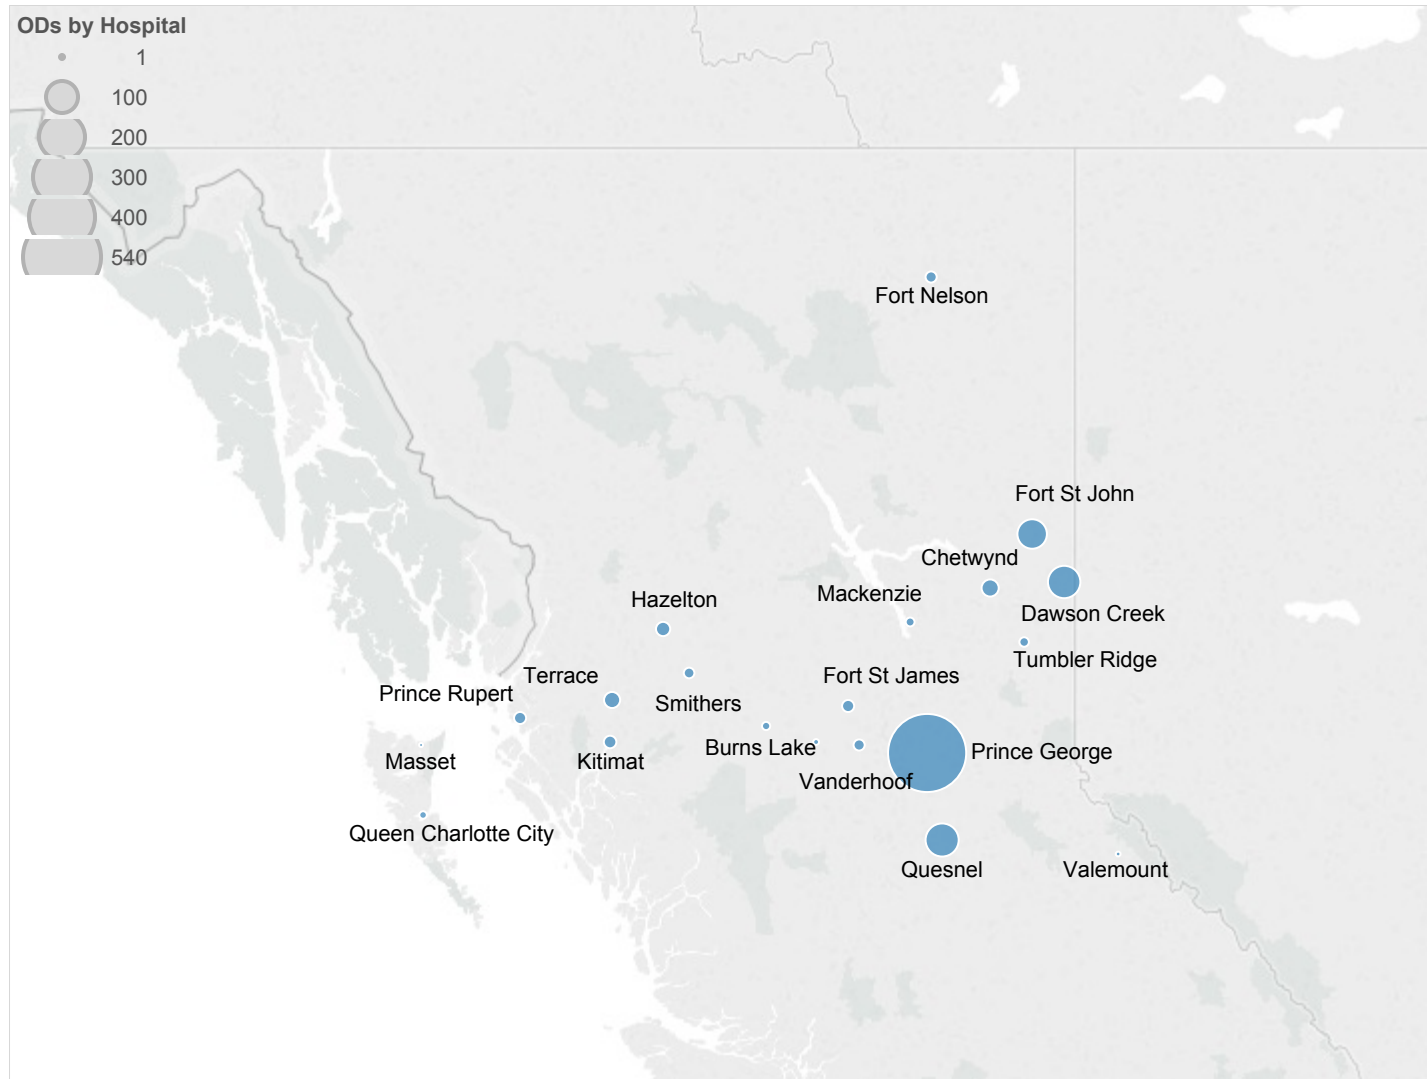 ODs by Hospital
1
100
200
300
400
540
Fort Nelson
Fort St John
Chetwynd
Mackenzie
Hazelton
Dawson Creek
Tumbler Ridge
Terrace
Fort St James
Prince Rupert
Smithers
Burns Lake
Prince George
Masset
Kitimat
Vanderhoof
Queen Charlotte City
Quesnel
Valemount